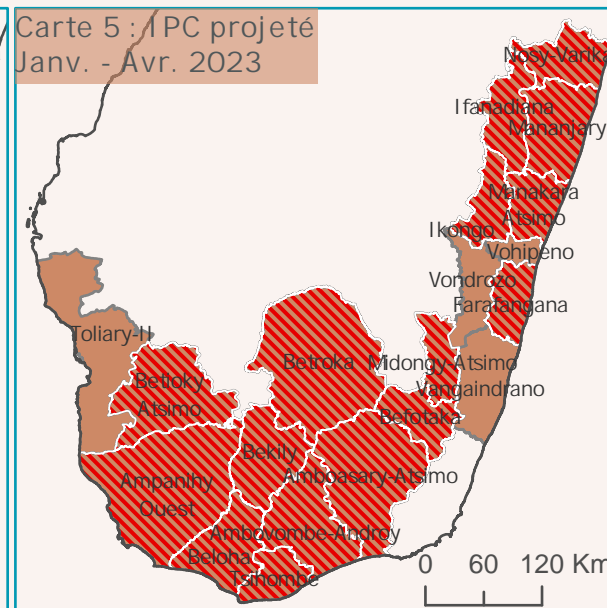 Carte 5 : IPC projeté
Janv. - Avr. 2023
Nosy-Varika
Ifanadiana
Mananjary
Manakara
Atsimo
Ikongo
Vohipeno
Vondrozo
Farafangana
Toliary-II
Betroka
Midongy-Atsimo
Betioky
Atsimo
Vangaindrano
Befotaka
Bekily
Ampanihy
Ouest
Amboasary-Atsimo
Ambovombe-Androy
Beloha
Tsihombe
0 60 120 Km